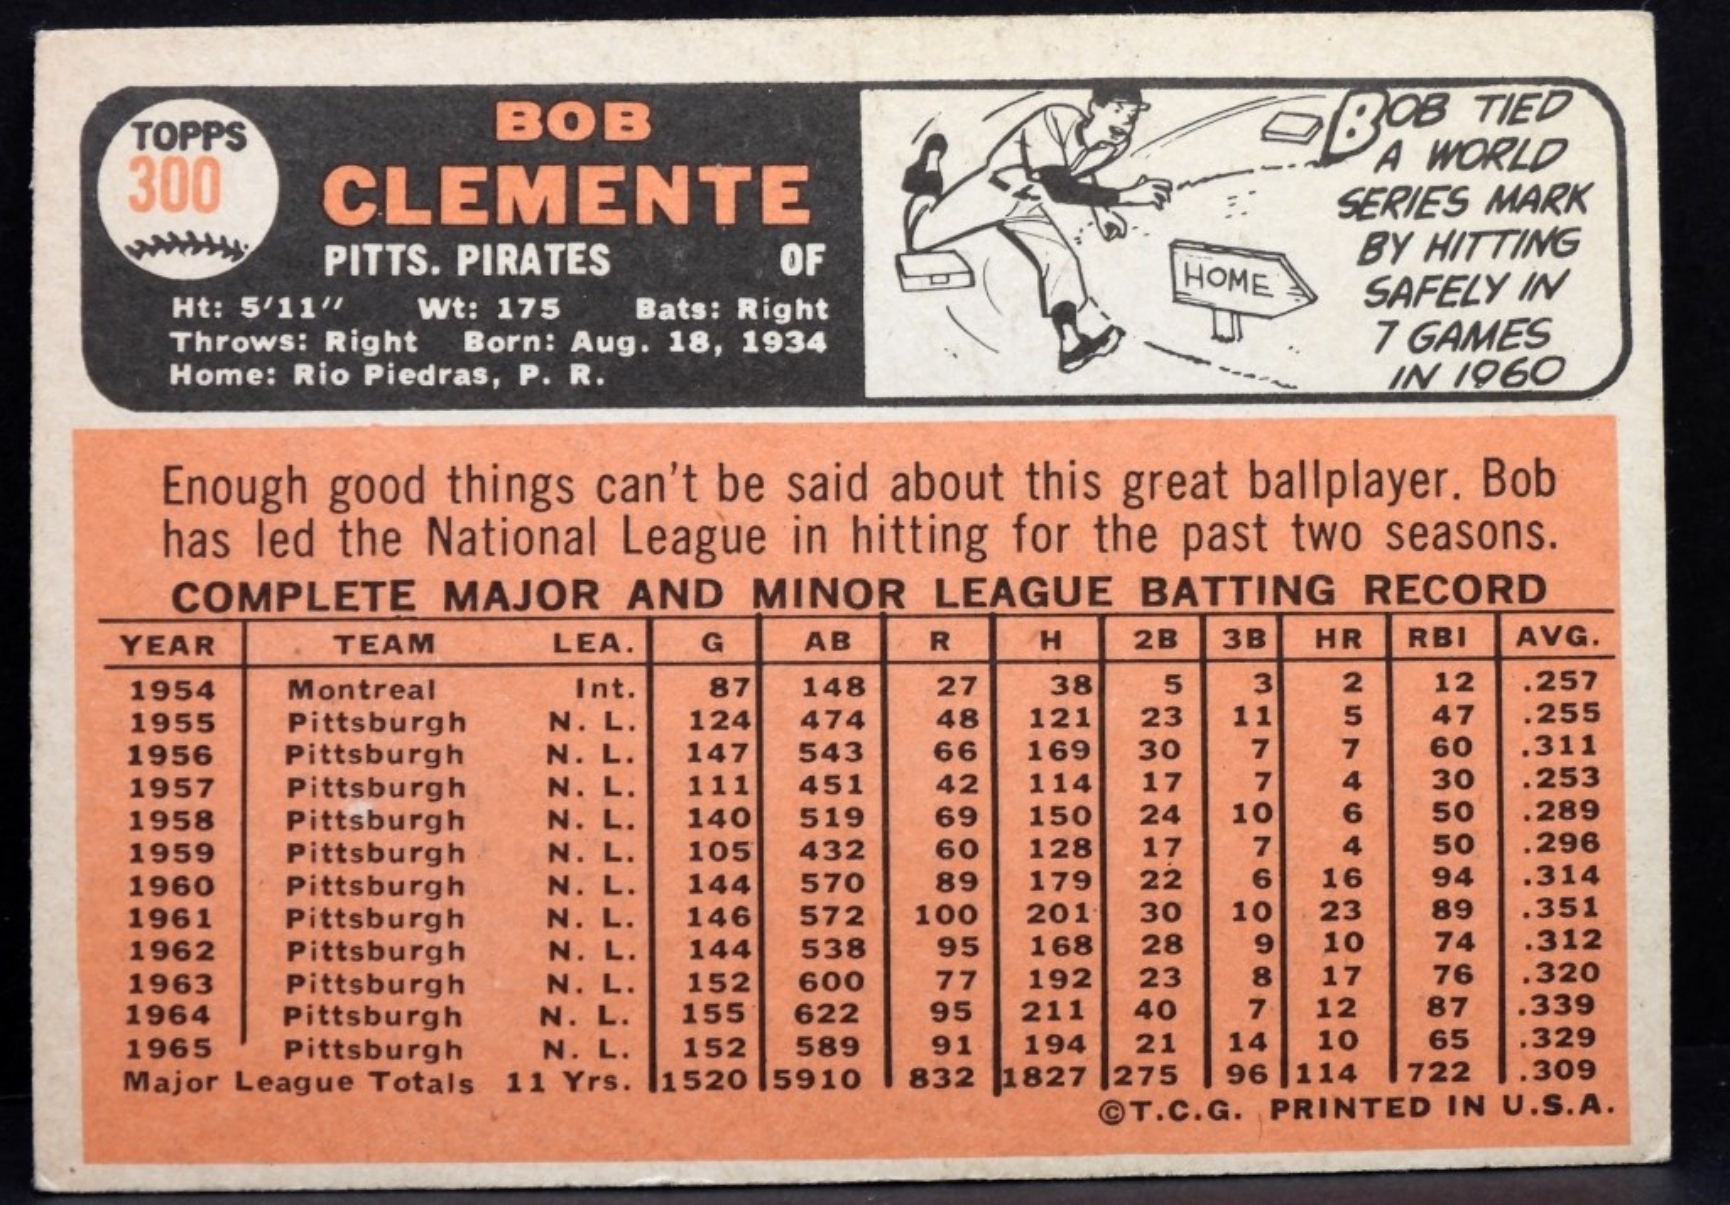 TOPPS
300
BOB
CLEMENTE
PITTS. PIRATES OF
Ht: 5'11" Wt: 175 Bats: Right
Throws: Right Born: Aug. 18, 1934
Home: Rio Piedras, P. R.
HOME
BOB TIED
A WORLD
SERIES MARK
BY HITTING
SAFELY IN
7 GAMES
IN 1960
Enough good things can't be said about this great ballplayer. Bob
has led the National League in hitting for the past two seasons.
COMPLETE MAJOR AND MINOR LEAGUE BATTING RECORD
YEAR TEAM LEA. G AB R H 2B 3B HR RBI AVG.
1954 Montreal Int. 87 148 27 38 5 3 2 12 .257
1955 Pittsburgh N. L. 124 474 48 121 23 11 5 47 .255
1956 Pittsburgh N. L. 147 543 66 169 30 7 7 60 .311
1957 Pittsburgh N. L. 111 451 42 114 17 7 4 30 .253
1958 Pittsburgh N. L. 140 519 69 150 24 10 6 50 .289
1959 Pittsburgh N. L. 105 432 60 128 17 7 4 50 .296
1960 Pittsburgh N. L. 144 570 89 179 22 6 16 94 .314
1961 Pittsburgh N. L. 146 572 100 201 30 10 23 89 .351
1962 Pittsburgh N. L. 144 538 95 168 28 9 10 74 .312
1963 Pittsburgh N. L. 152 600 77 192 23 8 17 76 .320
1964 Pittsburgh N. L. 155 622 95 211 40 7 12 87 .339
1965 Pittsburgh N. L. 152 589 91 194 21 14 10 65 .329
Major League Totals 11 Yrs. 1520 5910 832 1827 275 96 114 722 .309
©T.C.G. PRINTED IN U.S.A.